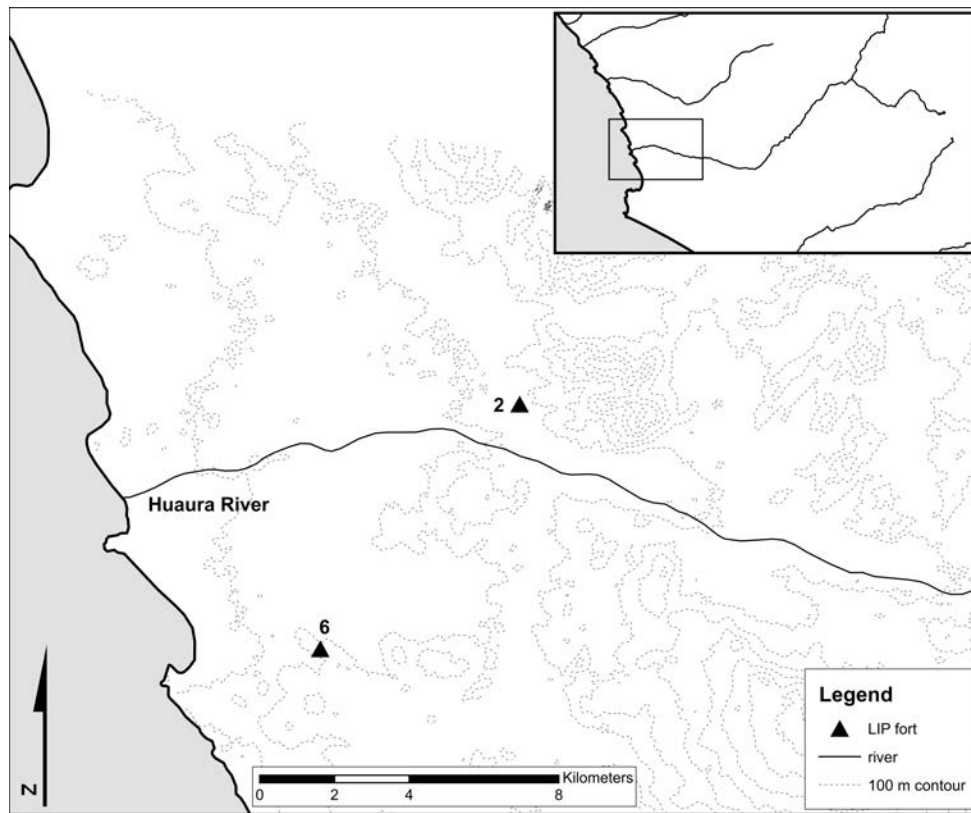 2
Huaura River
6
N
Kilometers
0 2 4 8
Legend
LIP fort
river
100 m contour